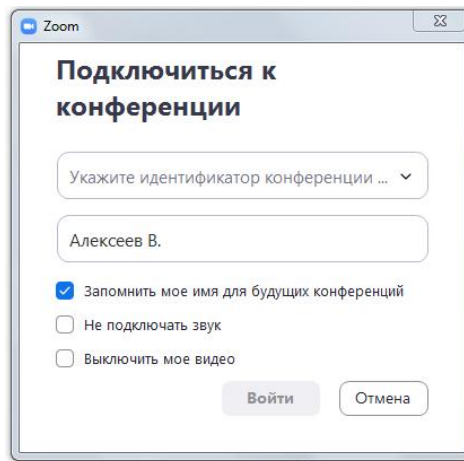 Zoom
Подключиться к
конференции
Укажите идентификатор конференции ...
Алексеев В.
Запомнить мое имя для будущих конференций
Не подключать звук
Выключить мое видео
Войти
Отмена